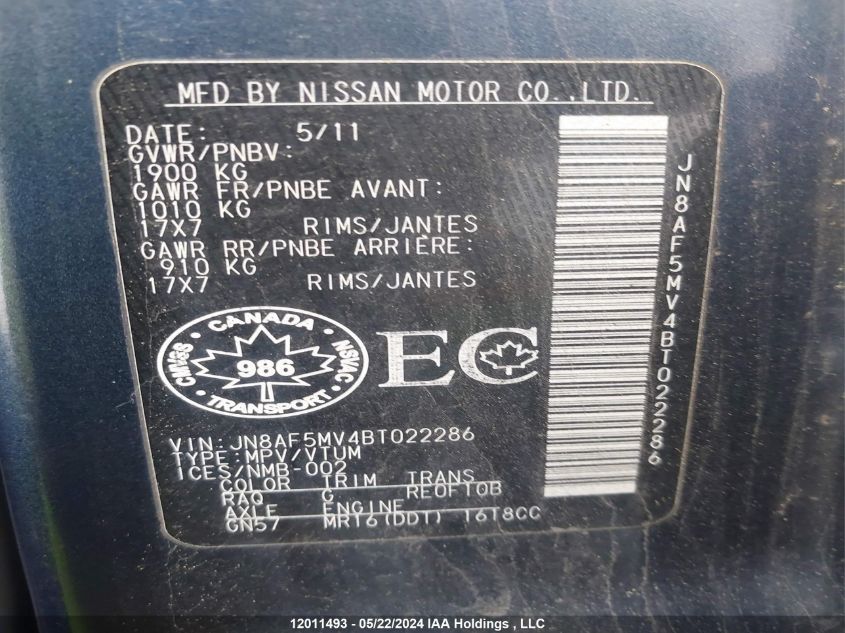 MFD BY NISSAN MOTOR CO.,LTD.
DATE: 5/11
GVWR/PNBV:
1900 KG
GAWR FR/PNBE AVANT:
1010 KG
17X7 RIMS/JANTES
GAWR RR/PNBE ARRIÈRE:
910 KG
17X7 RIMS/JANTES
CANADA
CMVSS 986 NSVAC
TRANSPORT
EC
VIN:JN8AF5MV4BT022286
TYPE:MPV/VTUM
ICES/NMB-002
COLOR TRIM TRANS
RAQ G RE0F10B
AXLE ENGINE
GN57 MR16(DDT) 1618CC
JN8AF5MV4BT022286
12011493 - 05/22/2024 IAA Holdings, LLC